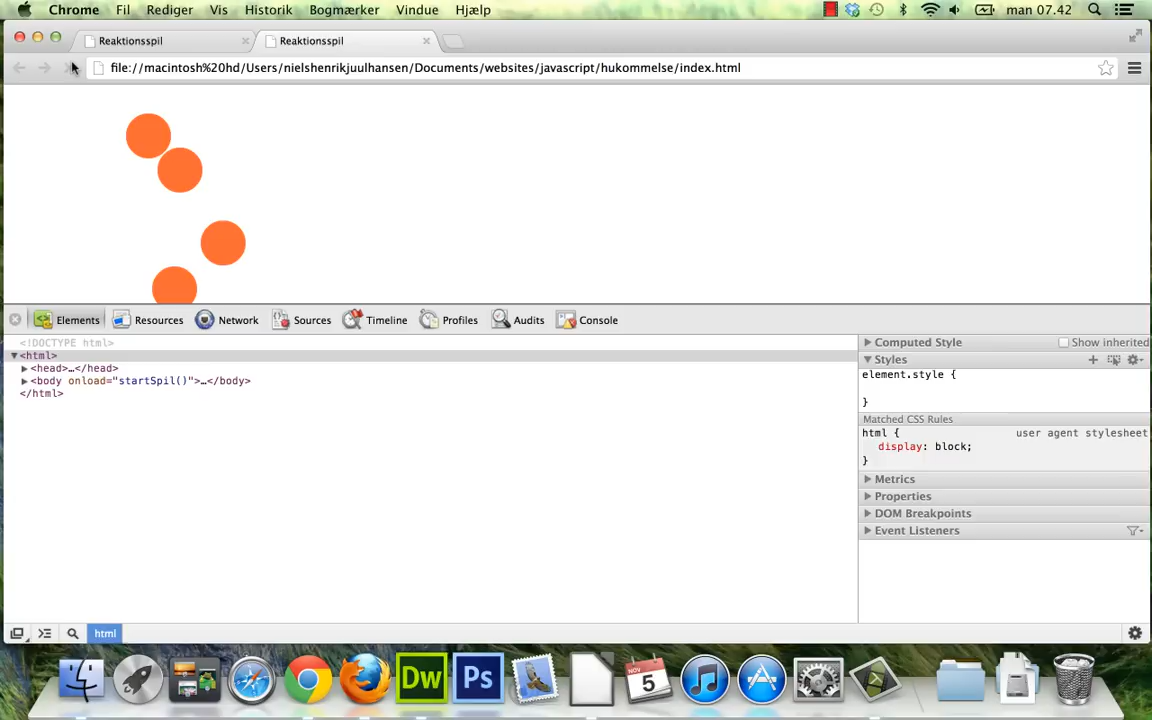 Chrome Fil Rediger Vis Historik Bogmærker Vindue Hjælp man 07.42
Reaktionsspil Reaktionsspil
file://macintosh%20hd/Users/nielshenrikjuulhansen/Documents/websites/javascript/hukommelse/index.html
Elements Resources Network Sources Timeline Profiles Audits Console
<!DOCTYPE html>
<html>
<head>…</head>
<body onload="startSpil()">…</body>
</html>
Computed Style Show inherited
Styles
element.style {
}
Matched CSS Rules
html { user agent stylesheet
display: block;
}
Metrics
Properties
DOM Breakpoints
Event Listeners
html
Dw Ps NOV 5